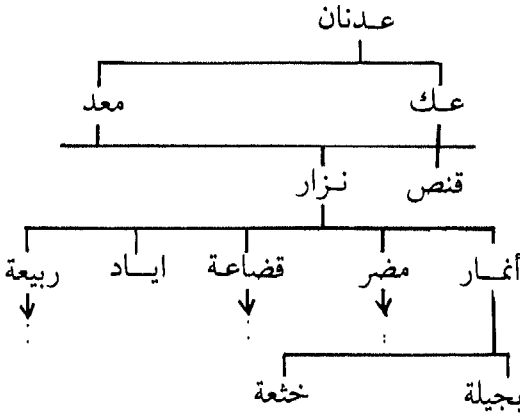 عدنان
عك معد
قنص نزار
أنمار مضر قضاعة اياد ربيعة
بجيلة خثعة